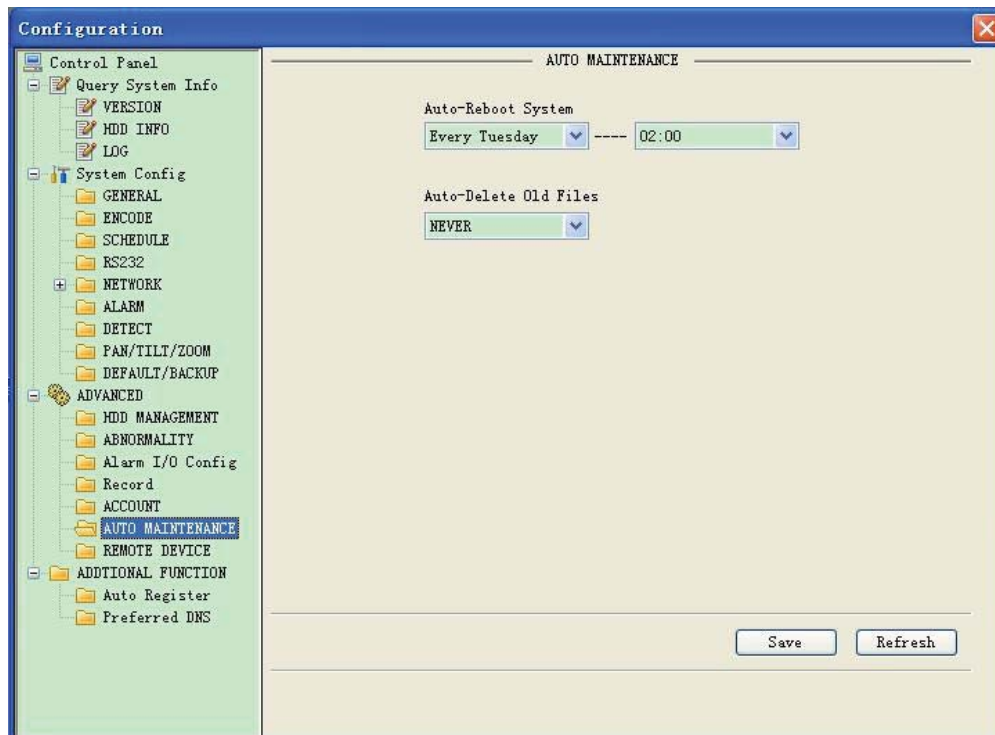 Configuration
Control Panel
Query System Info
VERSION
HDD INFO
LOG
System Config
GENERAL
ENCODE
SCHEDULE
RS232
NETWORK
ALARM
DETECT
PAN/TILT/ZOOM
DEFAULT/BACKUP
ADVANCED
HDD MANAGEMENT
ABNORMALITY
Alarm I/O Config
Record
ACCOUNT
AUTO MAINTENANCE
REMOTE DEVICE
ADDTIONAL FUNCTION
Auto Register
Preferred DNS
AUTO MAINTENANCE
Auto-Reboot System
Every Tuesday ---- 02:00
Auto-Delete Old Files
NEVER
Save Refresh